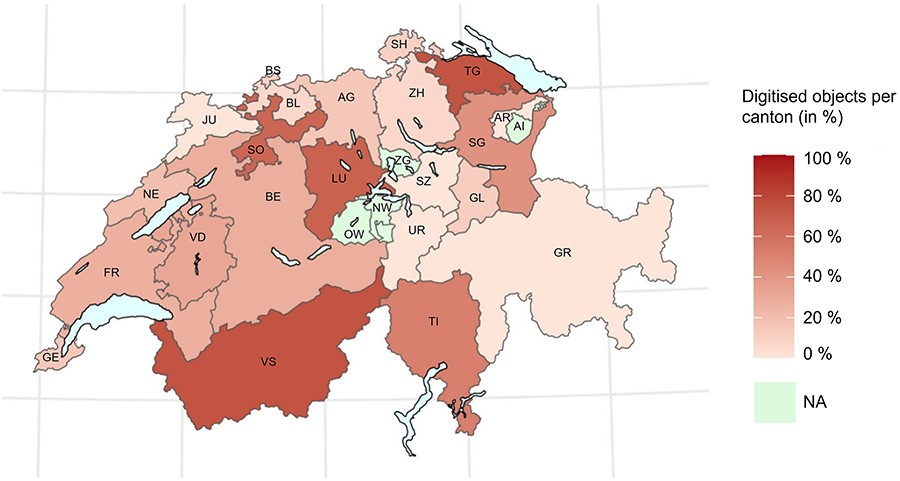 SH
BS
TG
BL
AG
ZH
JU
AR
AI
SO
SG
ZG
LU
SZ
NE
BE
GL
NW
VD
OW
UR
GR
FR
TI
GE
VS
Digitised objects per
canton (in %)
100 %
80 %
60 %
40 %
20 %
0 %
NA